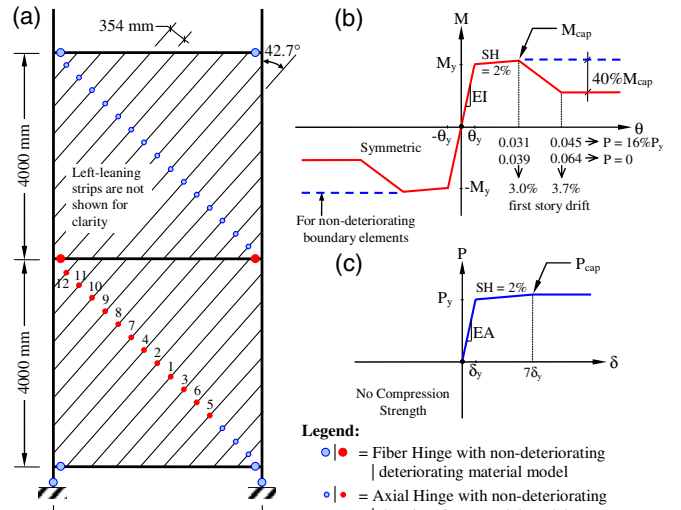 (a)
354 mm
42.7°
4000 mm
Left-leaning
strips are not
shown for
clarity
4000 mm
12
11
10
9
8
7
4
2
1
3
6
5
(b)
M
M_cap
M_y
SH
= 2%
40%M_cap
EI
-θ_y
θ_y
θ
Symmetric
0.031
0.045
P = 16%P_y
0.039
0.064
P = 0
-M_y
3.0%
3.7%
first story drift
For non-deteriorating
boundary elements
(c)
P
P_cap
SH = 2%
P_y
EA
δ_y
7δ_y
δ
No Compression
Strength
Legend:
| = Fiber Hinge with non-deteriorating
| deteriorating material model
| = Axial Hinge with non-deteriorating